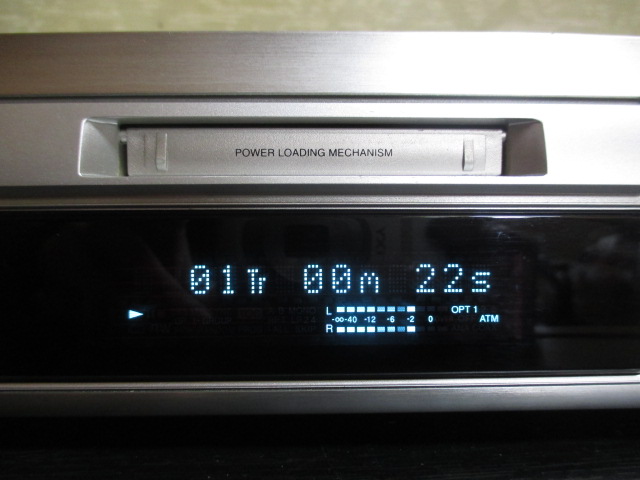 POWER LOADING MECHANISM
01Tr 00m 22s
L OPT 1
-∞ -40 -12 -6 -2 0 ATM
R